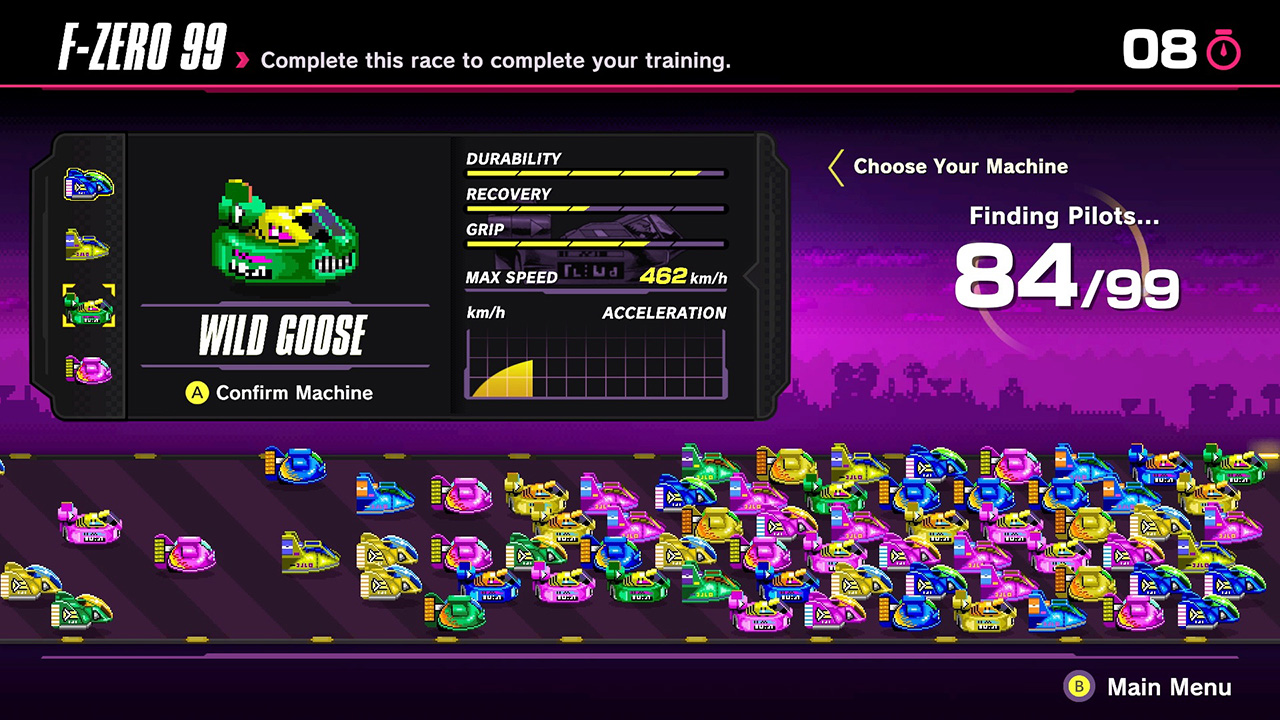 F-ZERO 99
Complete this race to complete your training.
08
DURABILITY
RECOVERY
GRIP
MAX SPEED 462 km/h
km/h ACCELERATION
WILD GOOSE
A Confirm Machine
Choose Your Machine
Finding Pilots...
84/99
B Main Menu